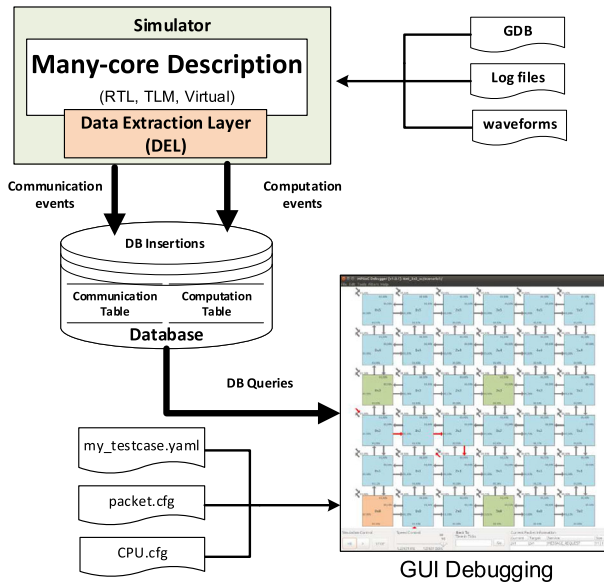 Simulator
Many-core Description
(RTL, TLM, Virtual)
Data Extraction Layer
(DEL)
GDB
Log files
waveforms
Communication
events
Computation
events
DB Insertions
Communication
Table
Computation
Table
Database
DB Queries
my_testcase.yaml
packet.cfg
CPU.cfg
GUI Debugging